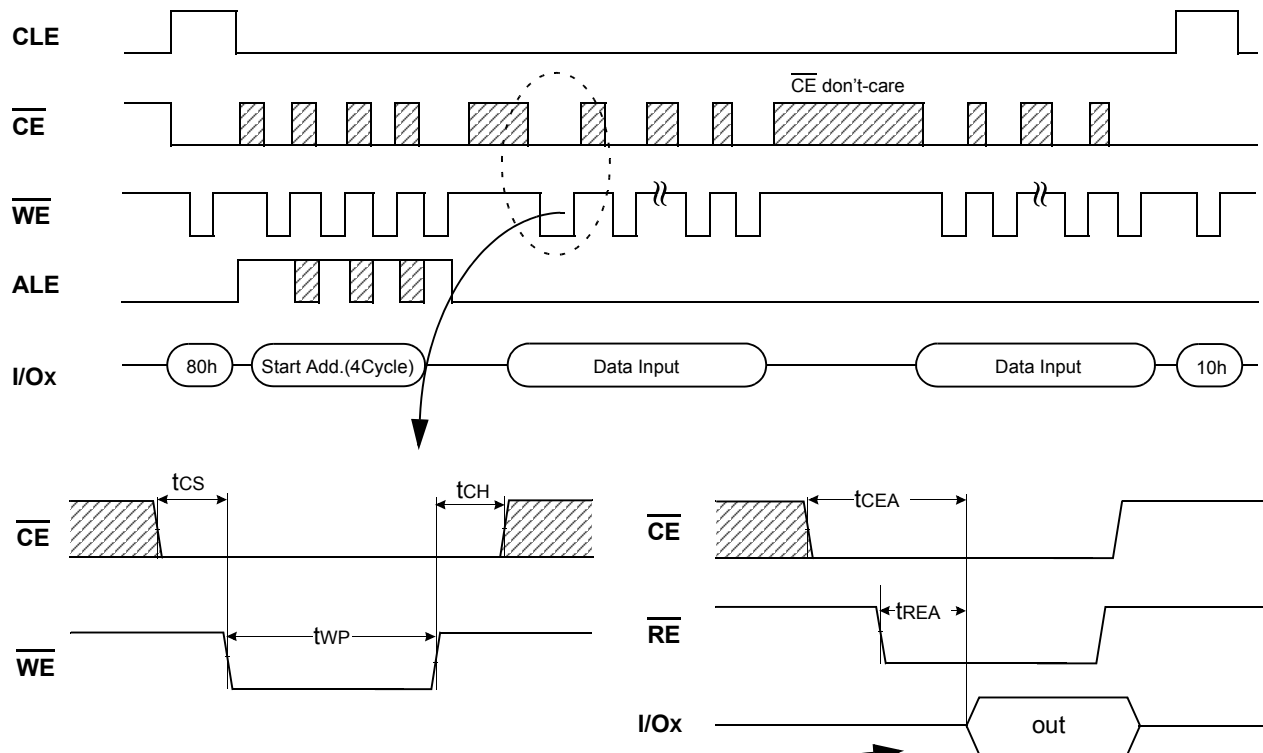 CLE
CE don't-care
CE
WE
ALE
I/Ox
80h
Start Add.(4Cycle)
Data Input
Data Input
10h
tCS
tCH
CE
tWP
WE
tCEA
CE
tREA
RE
I/Ox
out